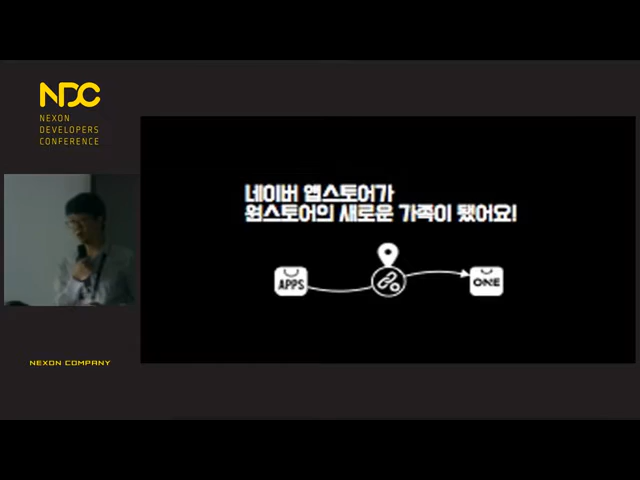 NDC
NEXON
DEVELOPERS
CONFERENCE
네이버 앱스토어가
원스토어의 새로운 가족이 됐어요!
APPS
ONE
NEXON COMPANY